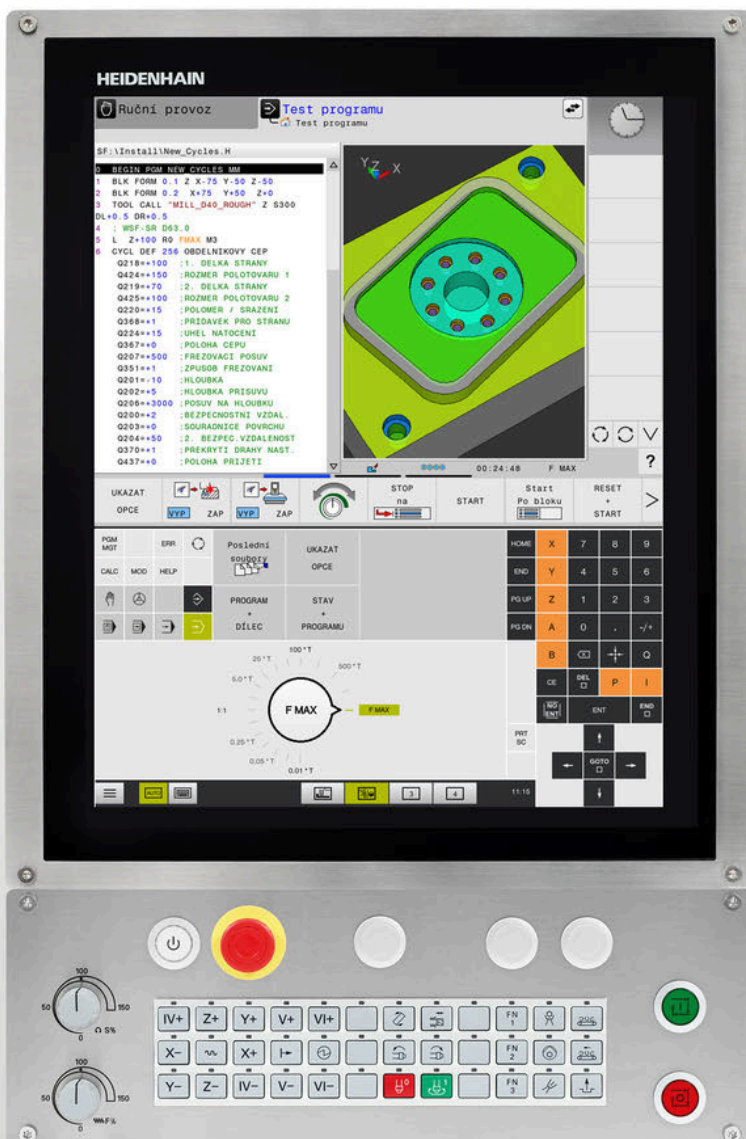 HEIDENHAIN
Ruční provoz
Test programu
Test programu
SF:\Install\New_Cycles.H
0 BEGIN PGM NEW_CYCLES MM
1 BLK FORM 0.1 Z X-75 Y-50 Z-50
2 BLK FORM 0.2 X+75 Y+50 Z+0
3 TOOL CALL "MILL_D40_ROUGH" Z S300
DL+0.5 DR+0.5
4 ; WSF-SR D63.0
5 L Z+100 R0 FMAX M3
6 CYCL DEF 256 OBDELNIKOVY CEP
Q218=+100 ;1. DELKA STRANY
Q424=+150 ;ROZMER POLOTOVARU 1
Q219=+70 ;2. DELKA STRANY
Q425=+100 ;ROZMER POLOTOVARU 2
Q220=+15 ;POLOMER / SRAZENI
Q368=+1 ;PRIDAVEK PRO STRANU
Q224=+15 ;UHEL NATOCENI
Q367=+0 ;POLOHA CEPU
Q207=+500 ;FREZOVACI POSUV
Q351=+1 ;ZPUSOB FREZOVANI
Q201=-10 ;HLOUBKA
Q202=+5 ;HLOUBKA PRISUVU
Q206=+3000 ;POSUV NA HLOUBKU
Q200=+2 ;BEZPECNOSTNI VZDAL.
Q203=+0 ;SOURADNICE POVRCHU
Q204=+50 ;2. BEZPEC.VZDALENOST
Q370=+1 ;PREKRYTI DRAHY NAST.
Q437=+0 ;POLOHA PRIJETI
Y Z X
00:24:48 F MAX
?
UKAZAT
OPCE
VYP ZAP
VYP ZAP
STOP
na
START
Start
Po bloku
RESET
+
START
>
PGM
MGT
ERR
CALC MOD HELP
Poslední
soubory
UKAZAT
OPCE
PROGRAM
+
DÍLEC
STAV
+
PROGRAMU
HOME X 7 8 9
END Y 4 5 6
PG UP Z 1 2 3
PG DN A 0 . -/+
B Q
CE DEL P I
NO
ENT
ENT
END
PRT
SC
GOTO
100*T
25*T
500*T
5.0*T
1:1
F MAX
F MAX
0.25*T
0.05*T
0.01*T
AUTO
3
4
11:15
100
50 150
0
S%
100
50 150
0
F%
IV+ Z+ Y+ V+ VI+ FN 1
X- X+ FN 2
Y- Z- IV- V- VI- 0 1 FN 3